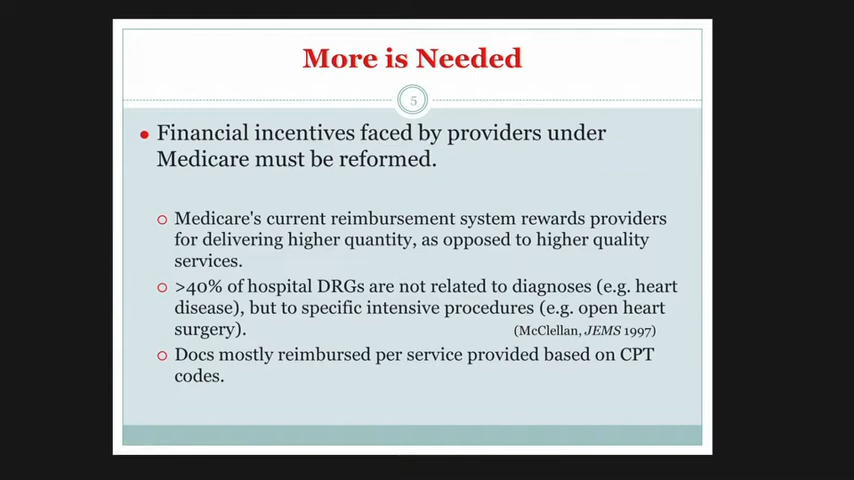 More is Needed
5
• Financial incentives faced by providers under
Medicare must be reformed.
○ Medicare's current reimbursement system rewards providers
for delivering higher quantity, as opposed to higher quality
services.
○ >40% of hospital DRGs are not related to diagnoses (e.g. heart
disease), but to specific intensive procedures (e.g. open heart
surgery). (McClellan, JEMS 1997)
○ Docs mostly reimbursed per service provided based on CPT
codes.